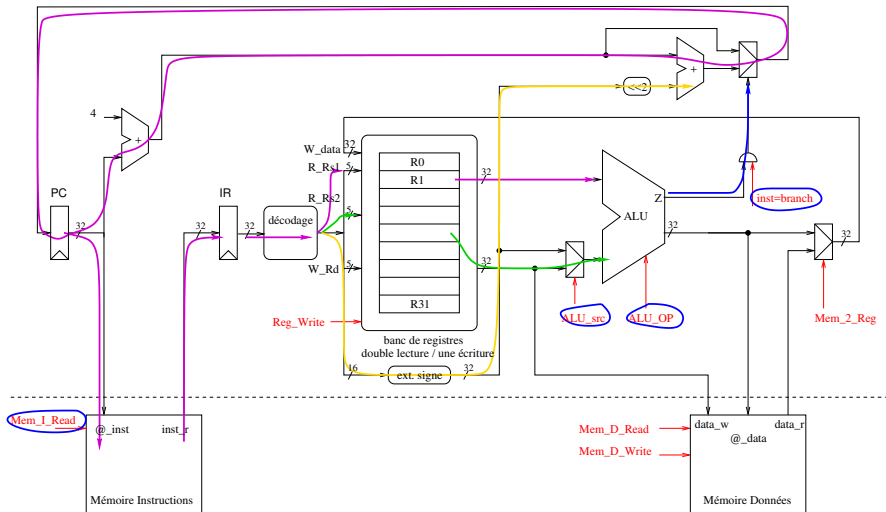 <<2
4
+
+
W_data
32
R_Rs1
5
R0
R1
32
PC
IR
R_Rs2
5
Z
inst=branch
décodage
ALU
32
32
32
32
32
W_Rd
5
32
R31
Reg_Write
ALU_src
ALU_OP
Mem_2_Reg
banc de registres
double lecture / une écriture
16
ext. signe
32
Mem_I_Read
@_inst
inst_r
Mem_D_Read
data_w
data_r
@_data
Mem_D_Write
Mémoire Instructions
Mémoire Données